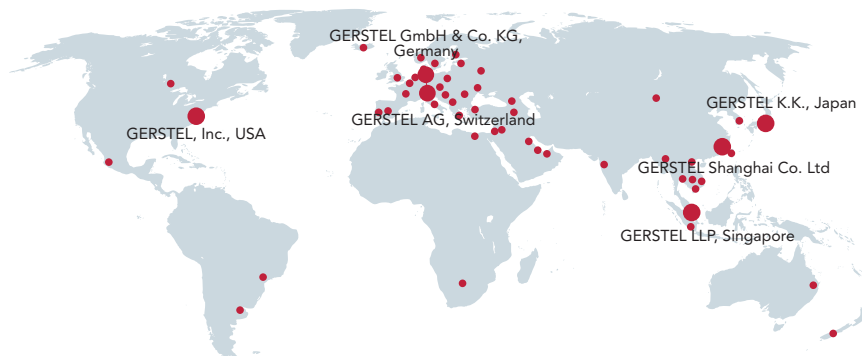 GERSTEL GmbH & Co. KG,
Germany
GERSTEL K.K., Japan
GERSTEL, Inc., USA
GERSTEL AG, Switzerland
GERSTEL Shanghai Co. Ltd
GERSTEL LLP, Singapore